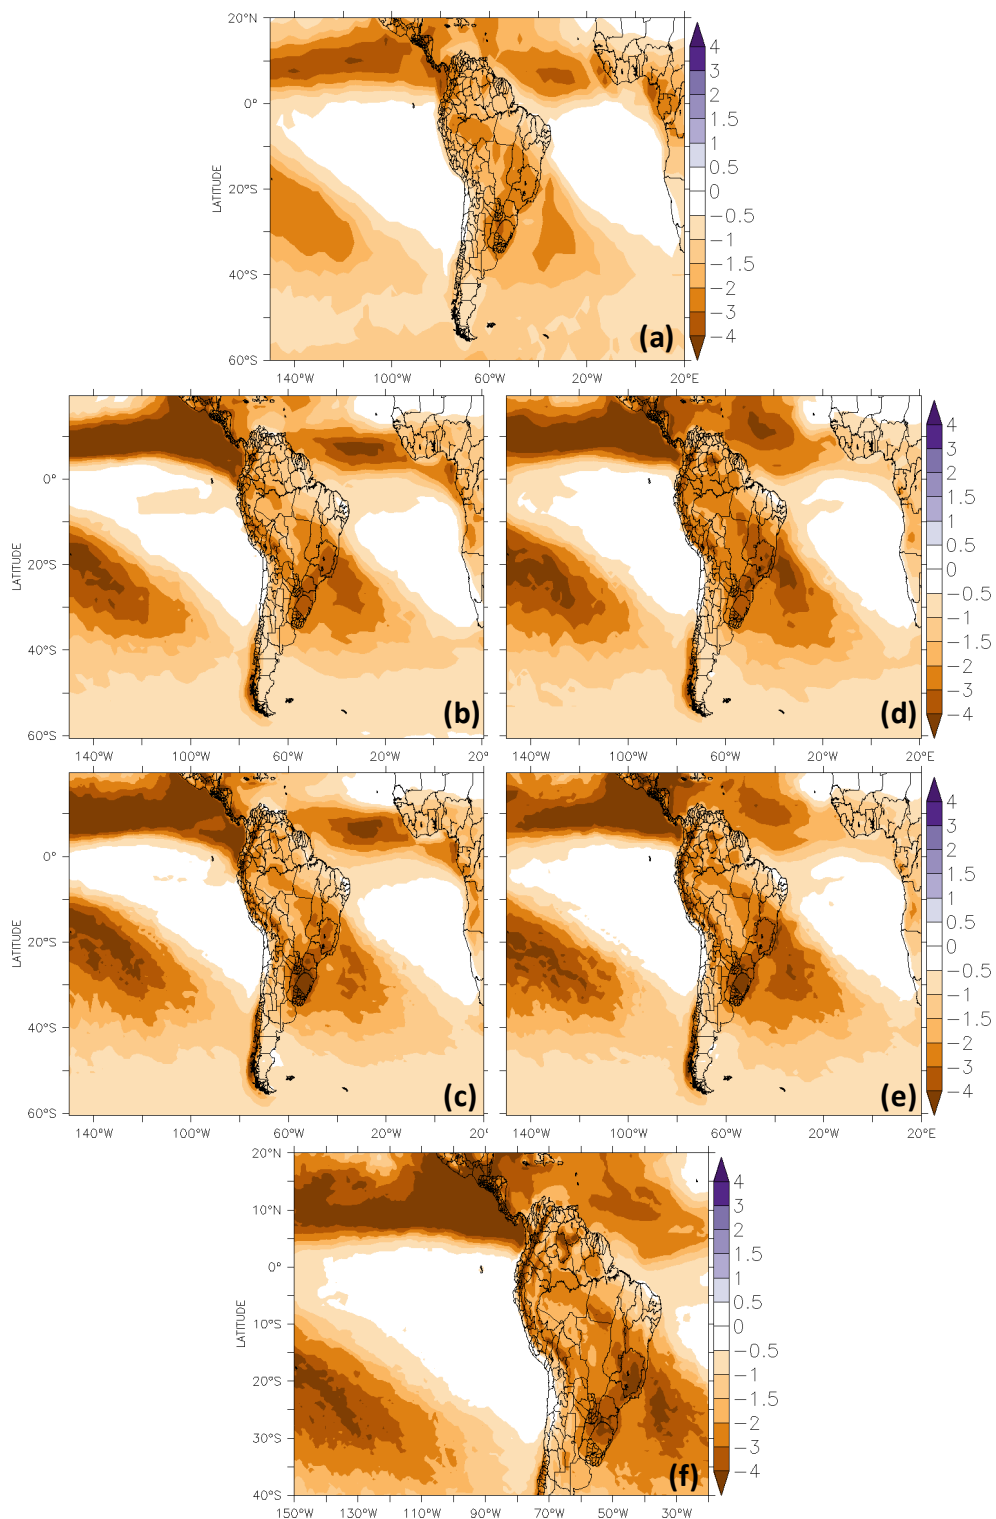 20°N
0°
20°S
40°S
60°S
LATITUDE
140°W 100°W 60°W 20°W 20°E
4
3
2
1.5
1
0.5
0
−0.5
−1
−1.5
−2
−3
−4
(a)
0°
20°S
40°S
60°S
LATITUDE
140°W 100°W 60°W 20°W 20°
(b)
140°W 100°W 60°W 20°W 20°E
(d)
4
3
2
1.5
1
0.5
0
−0.5
−1
−1.5
−2
−3
−4
0°
20°S
40°S
60°S
LATITUDE
140°W 100°W 60°W 20°W 20°
(c)
140°W 100°W 60°W 20°W 20°E
(e)
4
3
2
1.5
1
0.5
0
−0.5
−1
−1.5
−2
−3
−4
20°N
10°N
0°
10°S
20°S
30°S
40°S
LATITUDE
150°W 130°W 110°W 90°W 70°W 50°W 30°W
(f)
4
3
2
1.5
1
0.5
0
−0.5
−1
−1.5
−2
−3
−4